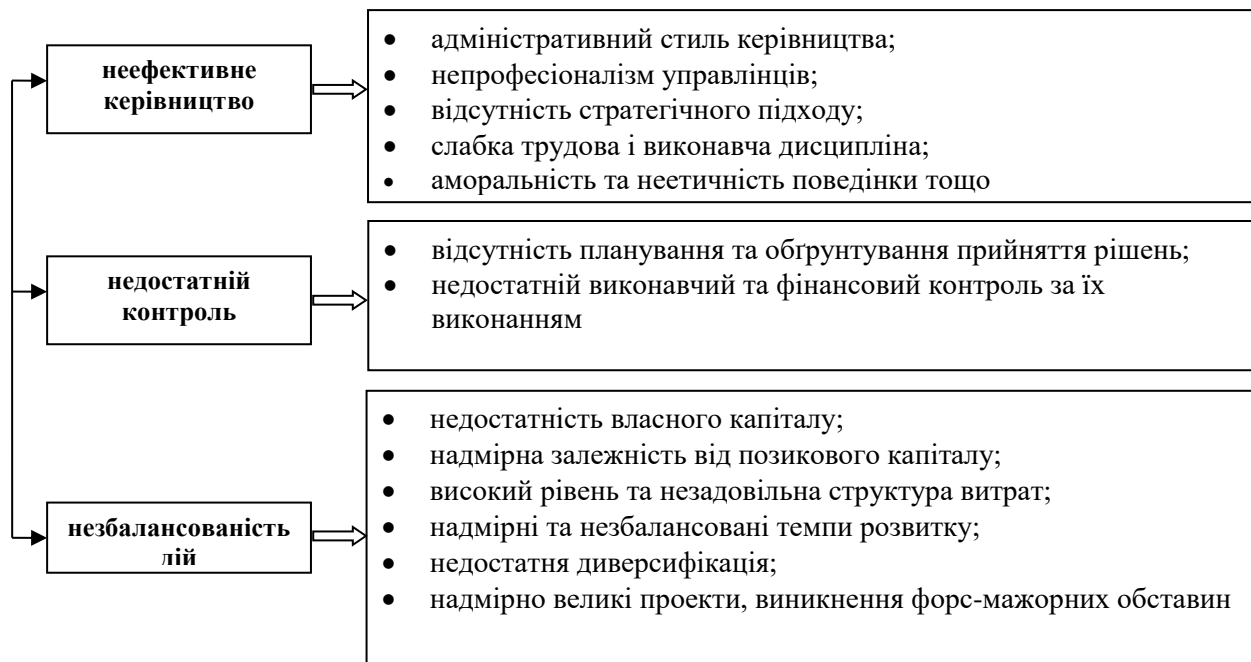 неефективне
керівництво
• адміністративний стиль керівництва;
• непрофесіоналізм управлінців;
• відсутність стратегічного підходу;
• слабка трудова і виконавча дисципліна;
• аморальність та неетичність поведінки тощо
недостатній
контроль
• відсутність планування та обґрунтування прийняття рішень;
• недостатній виконавчий та фінансовий контроль за їх
виконанням
незбалансованість
дій
• недостатність власного капіталу;
• надмірна залежність від позикового капіталу;
• високий рівень та незадовільна структура витрат;
• надмірні та незбалансовані темпи розвитку;
• недостатня диверсифікація;
• надмірно великі проекти, виникнення форс-мажорних обставин